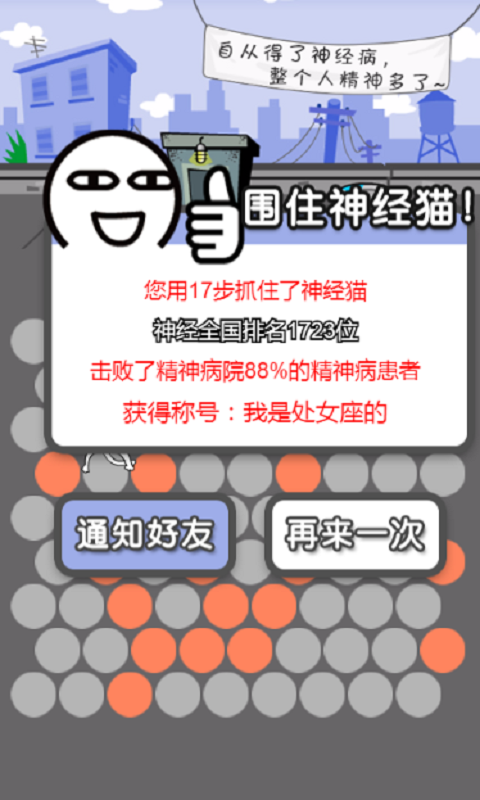 自从得了神经病，
整个人精神多了~
围住神经猫！
您用17步抓住了神经猫
神经全国排名1723位
击败了精神病院88%的精神病患者
获得称号：我是处女座的
通知好友
再来一次